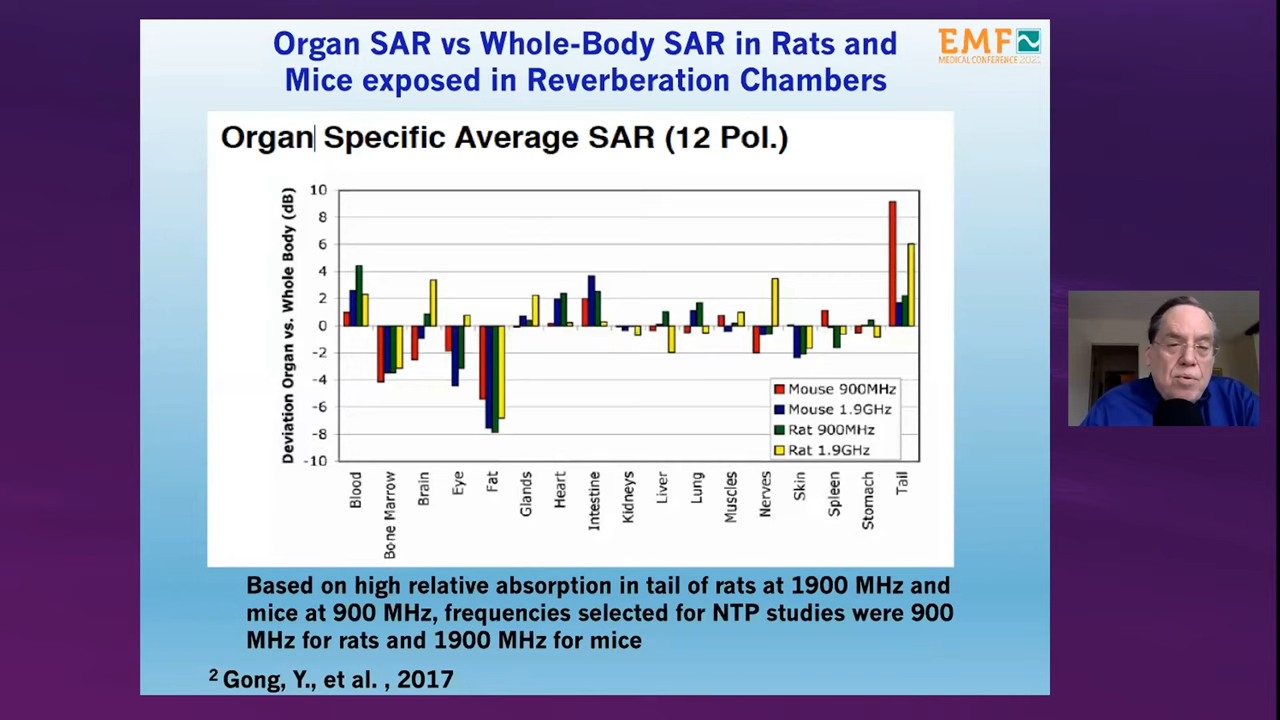 Organ SAR vs Whole-Body SAR in Rats and
Mice exposed in Reverberation Chambers
EMF
MEDICAL CONFERENCE 2021
Organ Specific Average SAR (12 Pol.)
Deviation Organ vs. Whole Body (dB)
10
8
6
4
2
0
-2
-4
-6
-8
-10
Mouse 900MHz
Mouse 1.9GHz
Rat 900MHz
Rat 1.9GHz
Blood
Bone Marrow
Brain
Eye
Fat
Glands
Heart
Intestine
Kidneys
Liver
Lung
Muscles
Nerves
Skin
Spleen
Stomach
Tail
Based on high relative absorption in tail of rats at 1900 MHz and
mice at 900 MHz, frequencies selected for NTP studies were 900
MHz for rats and 1900 MHz for mice
2 Gong, Y., et al. , 2017